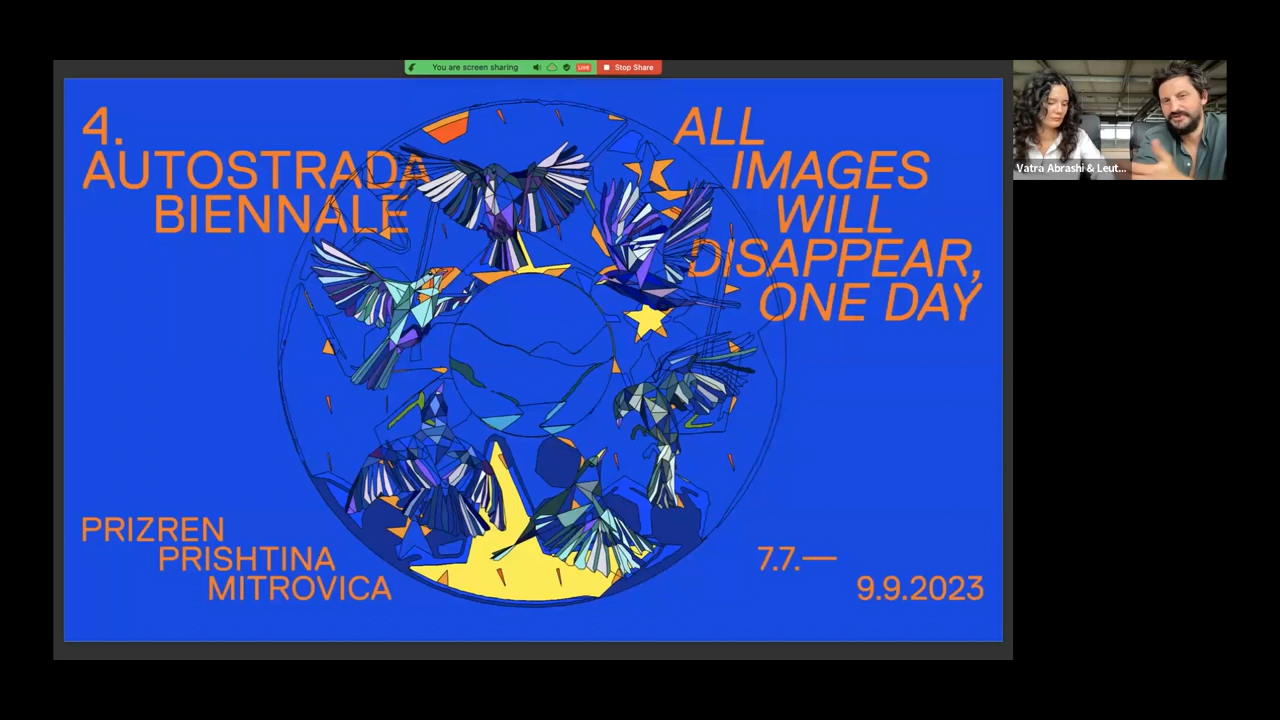 You are screen sharing
LIVE
Stop Share
4.
AUTOSTRADA
BIENNALE
ALL
IMAGES
WILL
DISAPPEAR,
ONE DAY
PRIZREN
PRISHTINA
MITROVICA
7.7.—
9.9.2023
Vatra Abrashi & Leut...